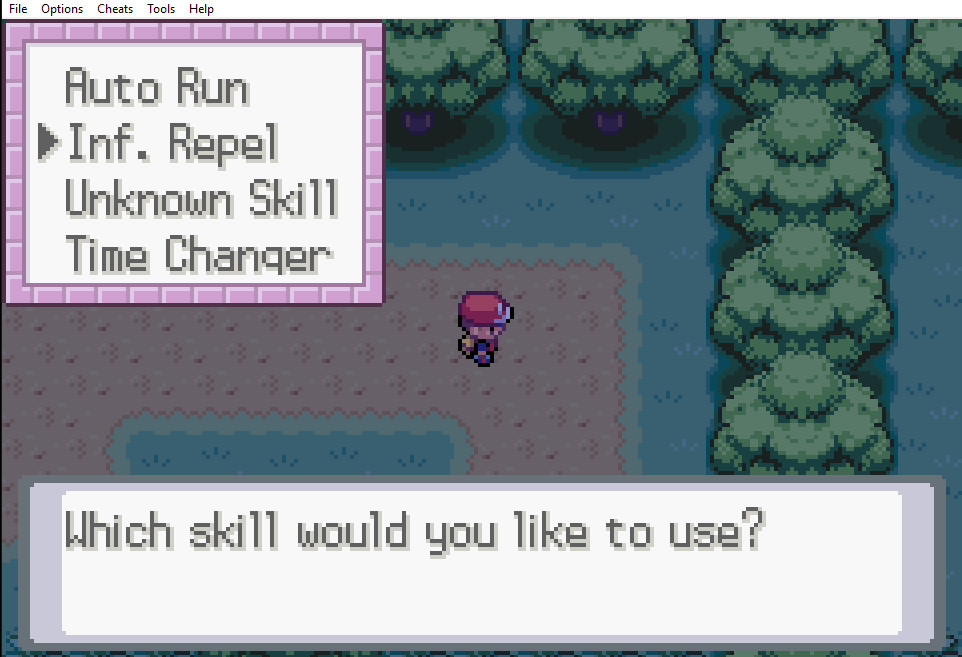 File Options Cheats Tools Help
Auto Run
Inf. Repel
Unknown Skill
Time Changer
Which skill would you like to use?